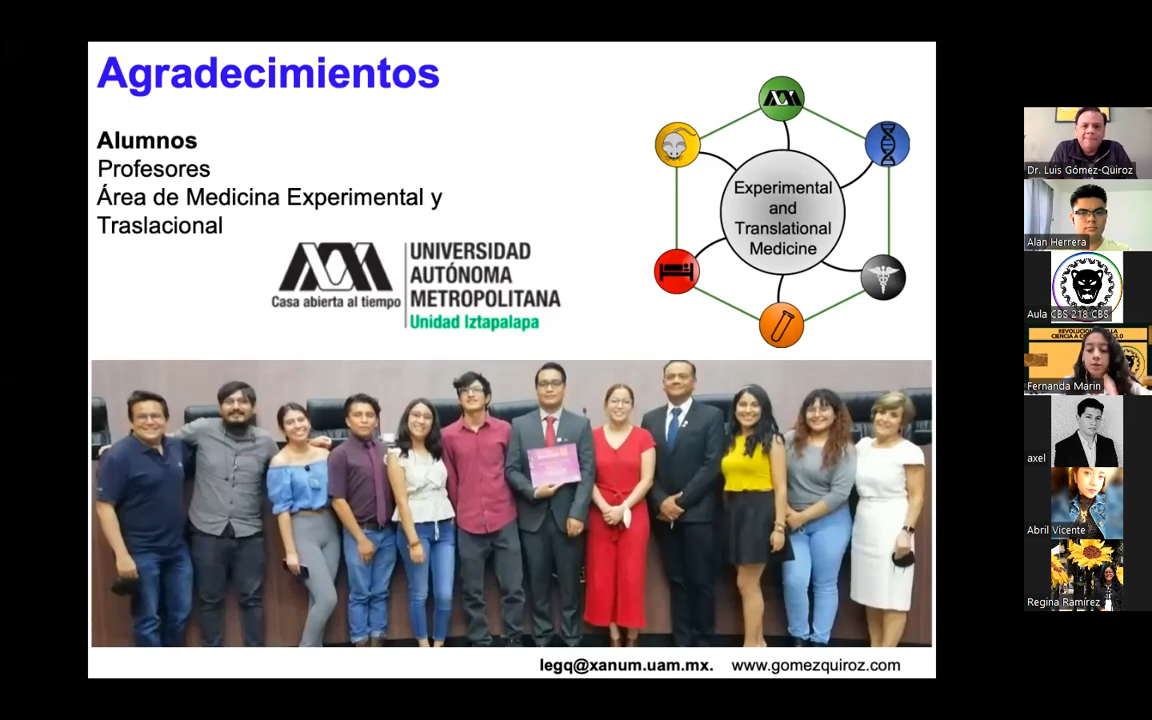 Agradecimientos
Alumnos
Profesores
Área de Medicina Experimental y
Traslacional
Casa abierta al tiempo
UNIVERSIDAD
AUTÓNOMA
METROPOLITANA
Unidad Iztapalapa
Experimental
and
Translational
Medicine
legq@xanum.uam.mx. www.gomezquiroz.com
Dr. Luis Gómez-Quiroz
Alan Herrera
Aula CBS 218 CBS
Fernanda Marin
axel
Abril Vicente
Regina Ramírez